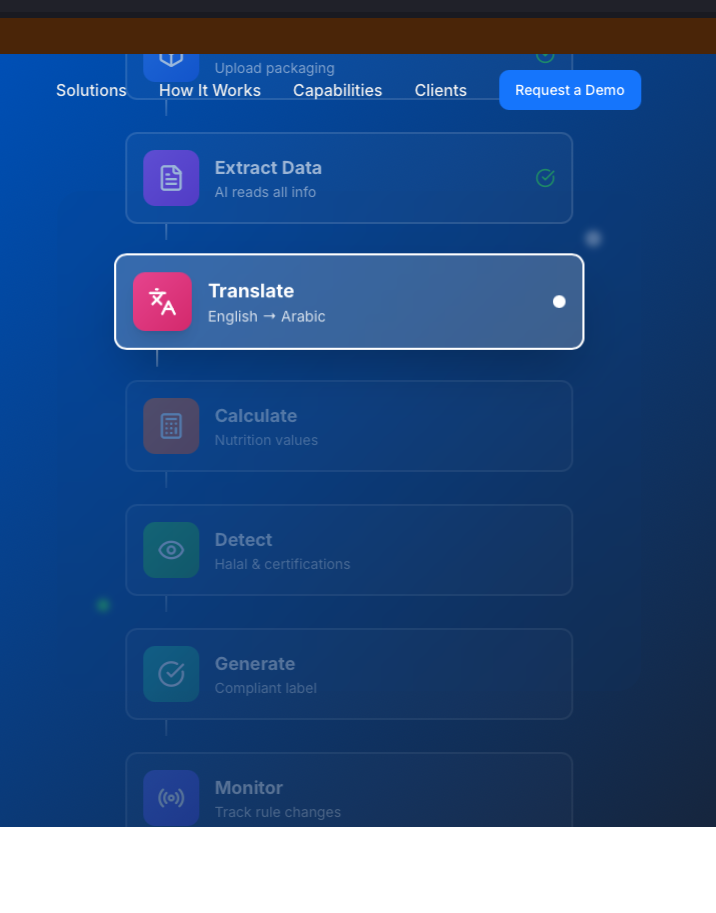 Upload packaging
Solutions How It Works Capabilities Clients Request a Demo
Extract Data
AI reads all info
Translate
English → Arabic
Calculate
Nutrition values
Detect
Halal & certifications
Generate
Compliant label
Monitor
Track rule changes